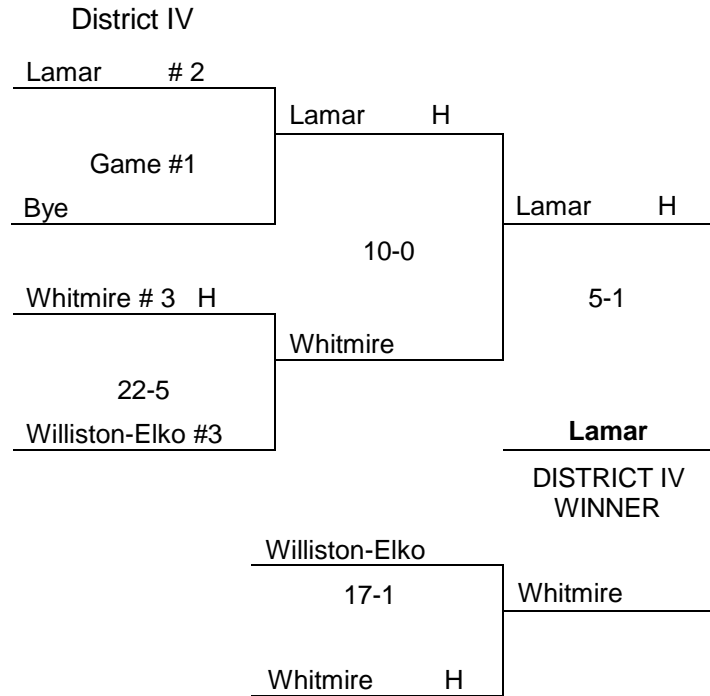 District IV
Lamar # 2
Lamar H
Game #1
Bye
Lamar H
10-0
Whitmire # 3 H
5-1
Whitmire
22-5
Williston-Elko #3
Lamar
DISTRICT IV
WINNER
Williston-Elko
17-1
Whitmire
Whitmire H